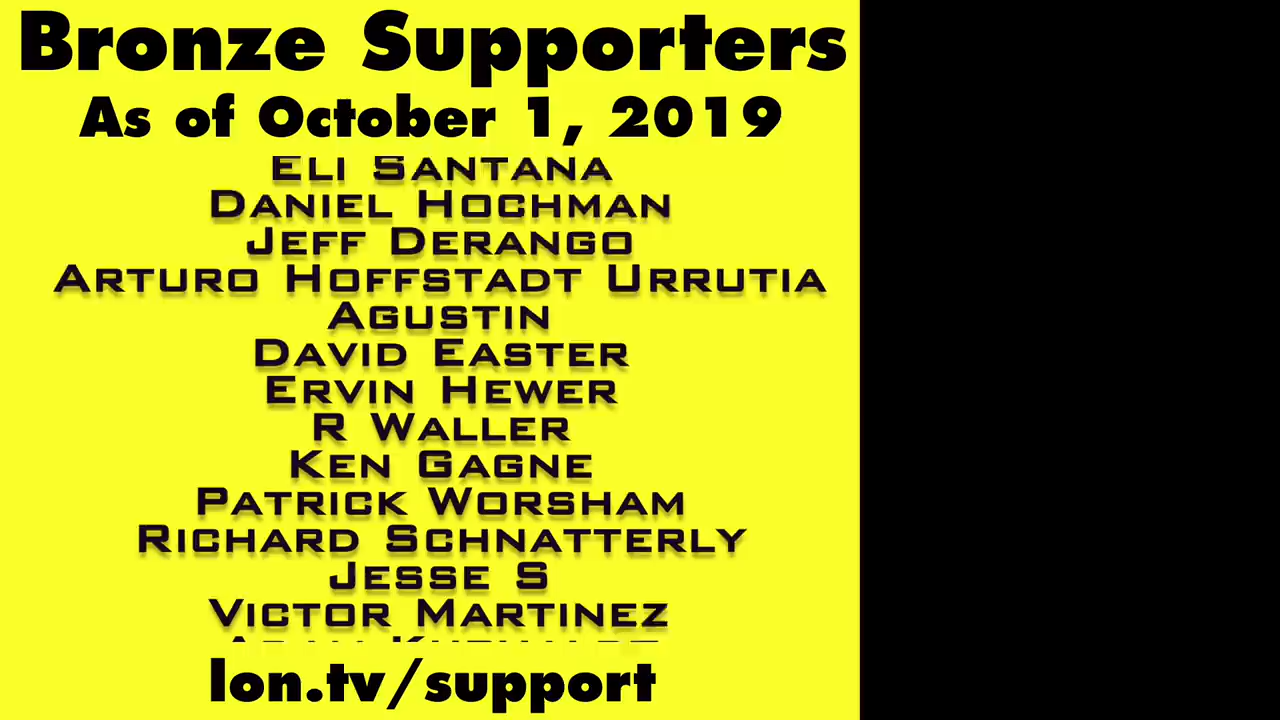 Bronze Supporters
As of October 1, 2019
Eli Santana
Daniel Hochman
Jeff Derango
Arturo Hoffstadt Urrutia
Agustin
David Easter
Ervin Hewer
R Waller
Ken Gagne
Patrick Worsham
Richard Schnatterly
Jesse S
Victor Martinez
lon.tv/support